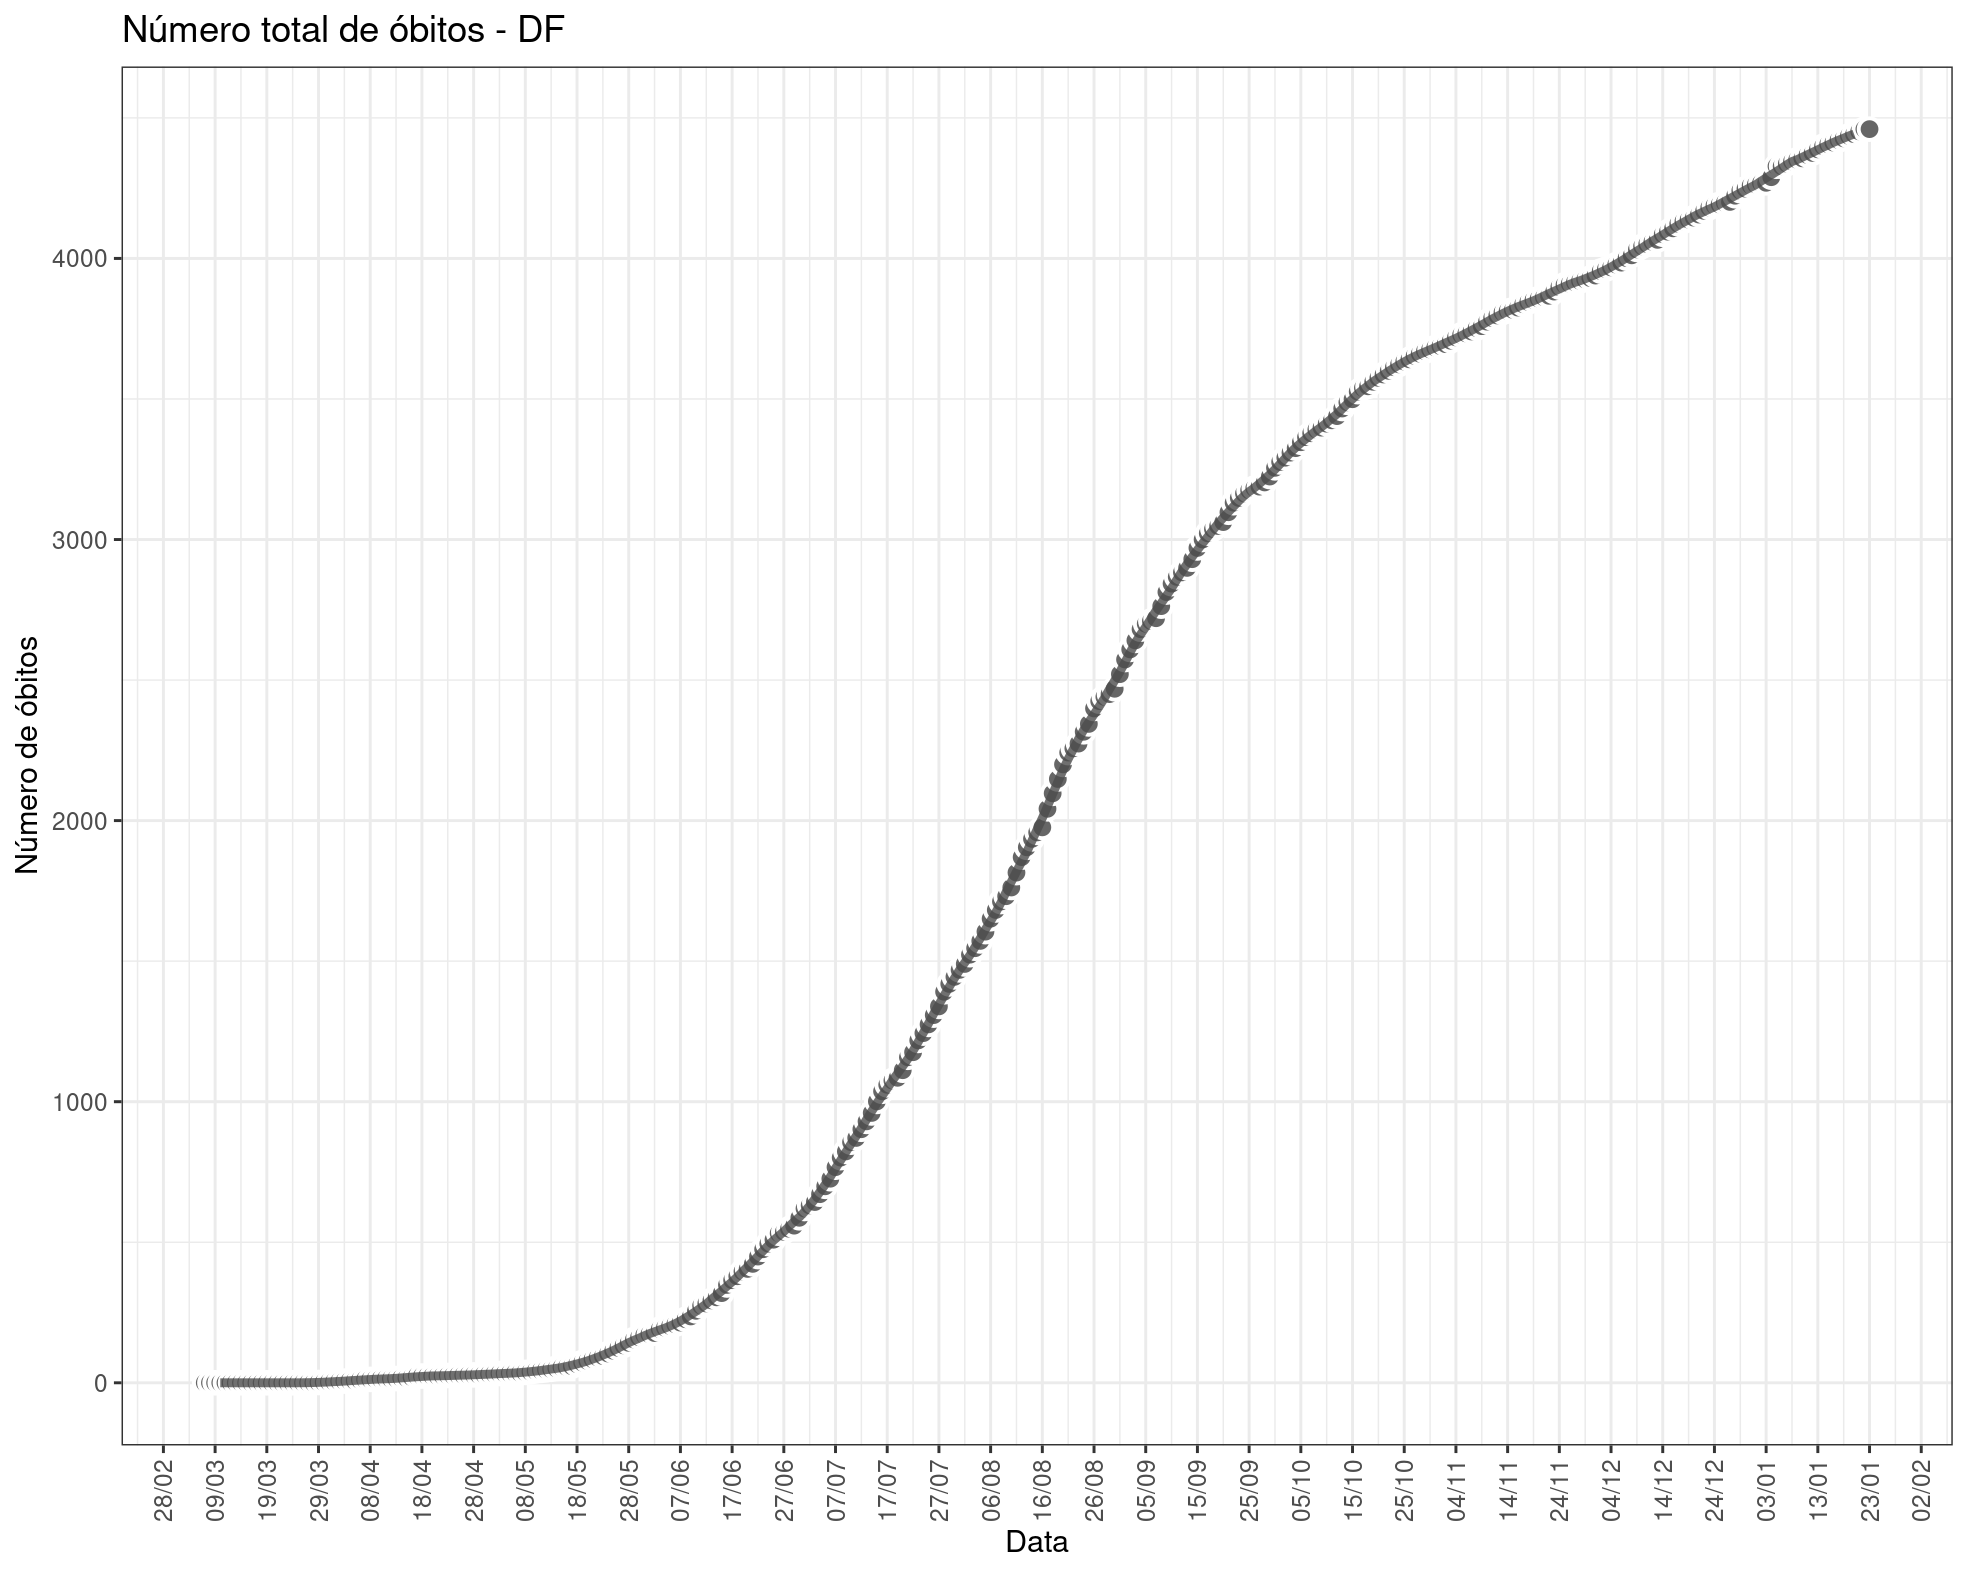 Número total de óbitos - DF
Número de óbitos
4000
3000
2000
1000
0
28/02 09/03 19/03 29/03 08/04 18/04 28/04 08/05 18/05 28/05 07/06 17/06 27/06 07/07 17/07 27/07 06/08 16/08 26/08 05/09 15/09 25/09 05/10 15/10 25/10 04/11 14/11 24/11 04/12 14/12 24/12 03/01 13/01 23/01 02/02
Data